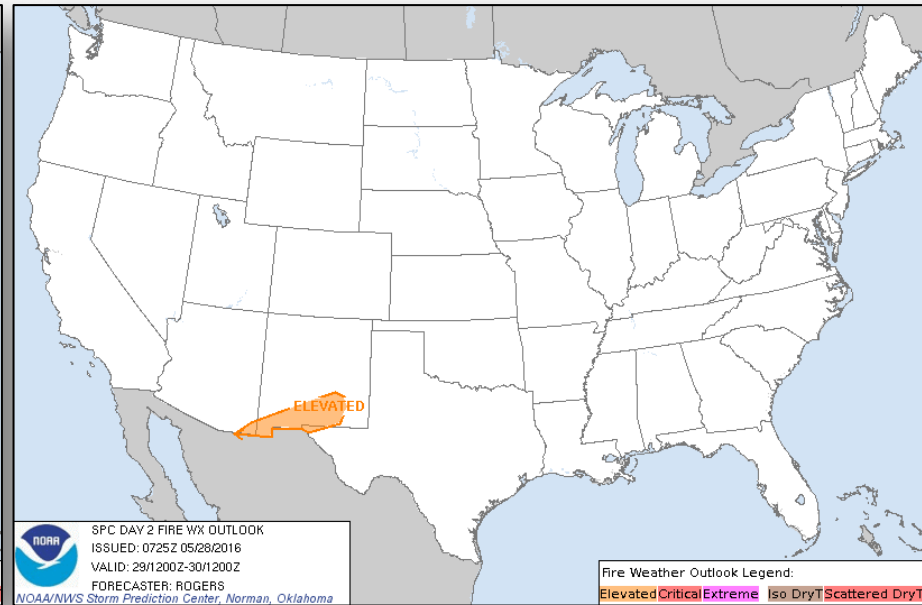 ELEVATED
NOAA
SPC DAY 2 FIRE WX OUTLOOK
ISSUED: 0725Z 05/28/2016
VALID: 29/1200Z-30/1200Z
FORECASTER: ROGERS
NOAA/NWS Storm Prediction Center, Norman, Oklahoma
Fire Weather Outlook Legend:
Elevated Critical Extreme Iso DryT Scattered DryT